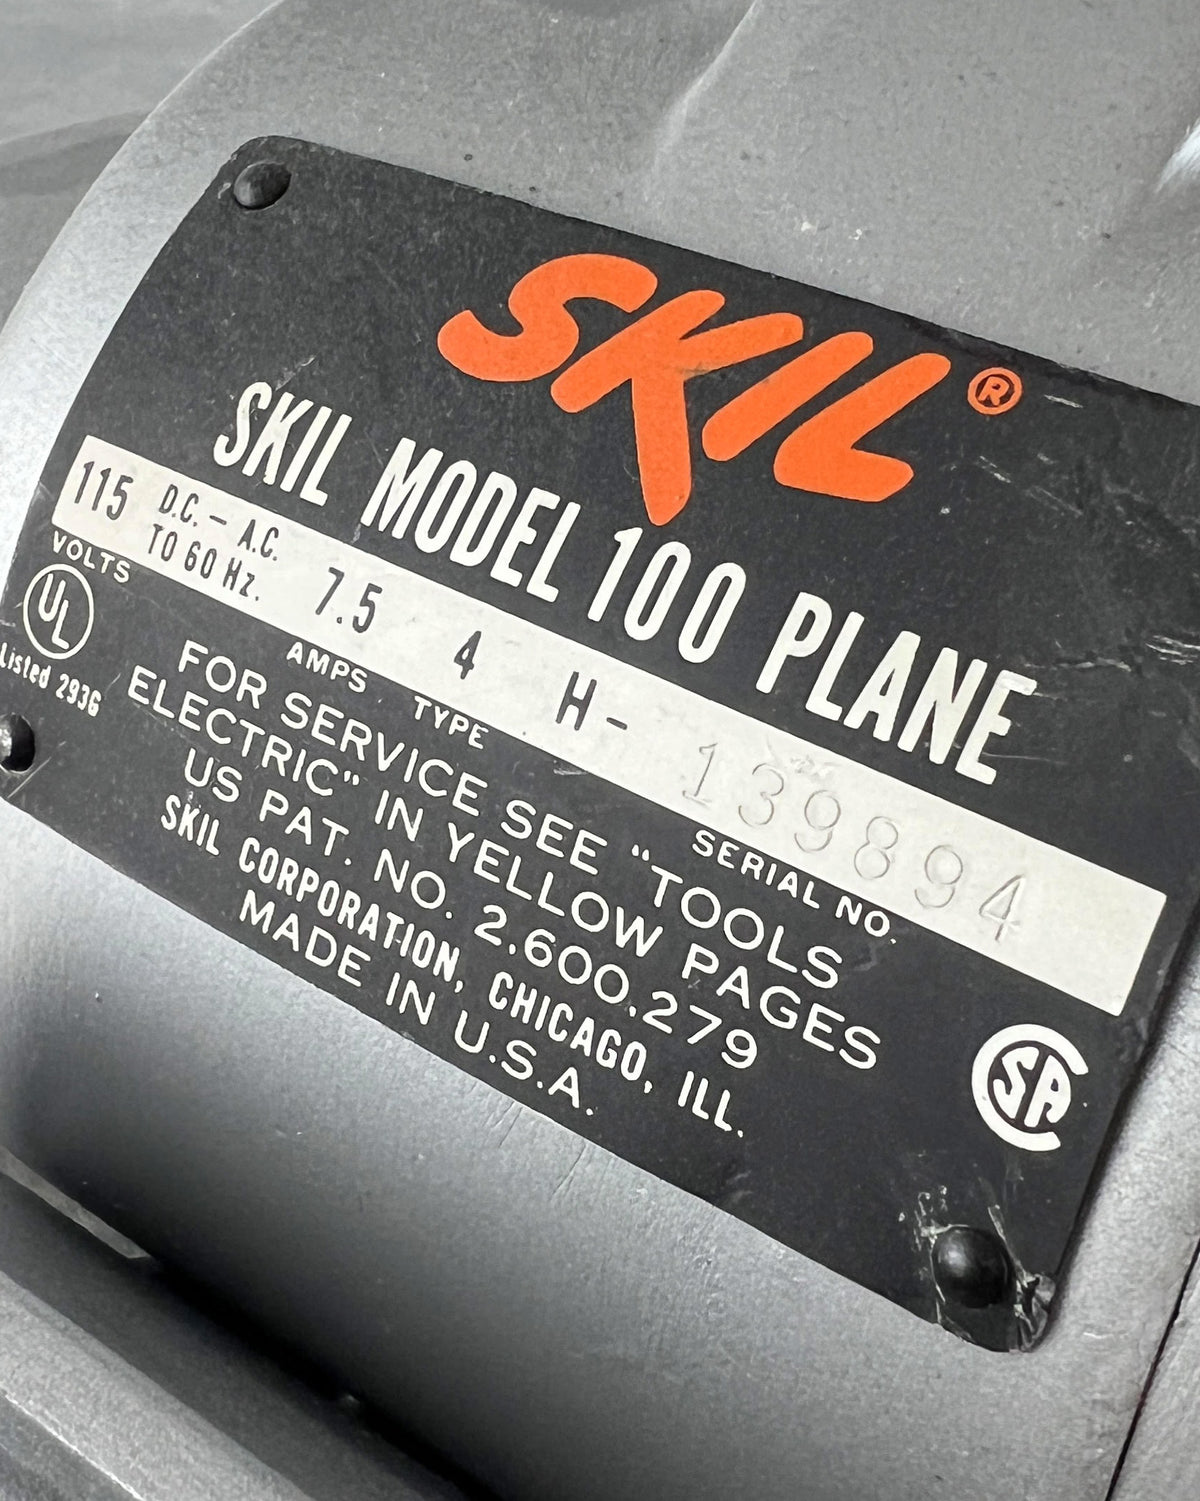 SKIL®
SKIL MODEL 100 PLANE
115 D.C. – A.C. TO 60 Hz. 7.5 4 H- 139894
VOLTS AMPS TYPE SERIAL NO.
UL
Listed 293G
FOR SERVICE SEE "TOOLS
ELECTRIC" IN YELLOW PAGES
US PAT. NO. 2.600.279
SKIL CORPORATION, CHICAGO, ILL.
MADE IN U.S.A.
CSA